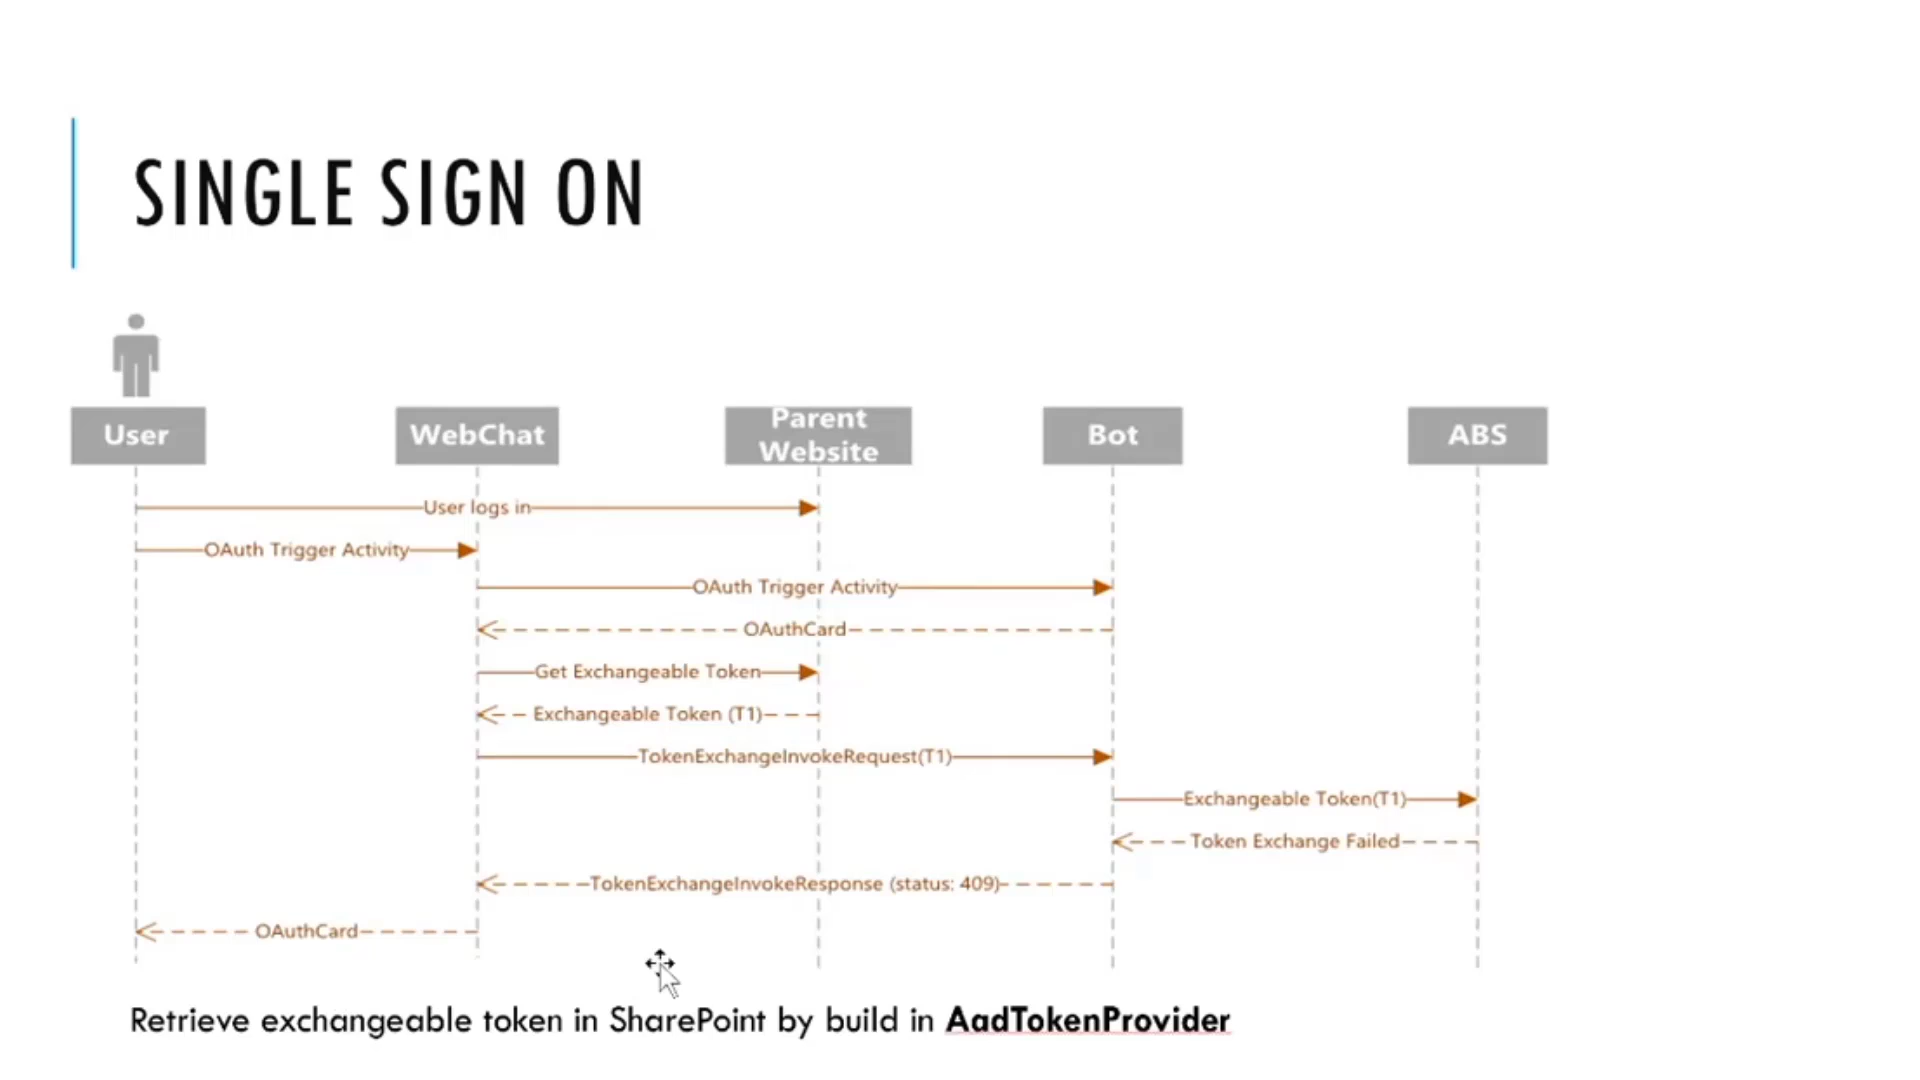 SINGLE SIGN ON
User
WebChat
Parent
Website
Bot
ABS
User logs in
OAuth Trigger Activity
OAuth Trigger Activity
OAuthCard
Get Exchangeable Token
Exchangeable Token (T1)
TokenExchangeInvokeRequest(T1)
Exchangeable Token(T1)
Token Exchange Failed
TokenExchangeInvokeResponse (status: 409)
OAuthCard
Retrieve exchangeable token in SharePoint by build in AadTokenProvider